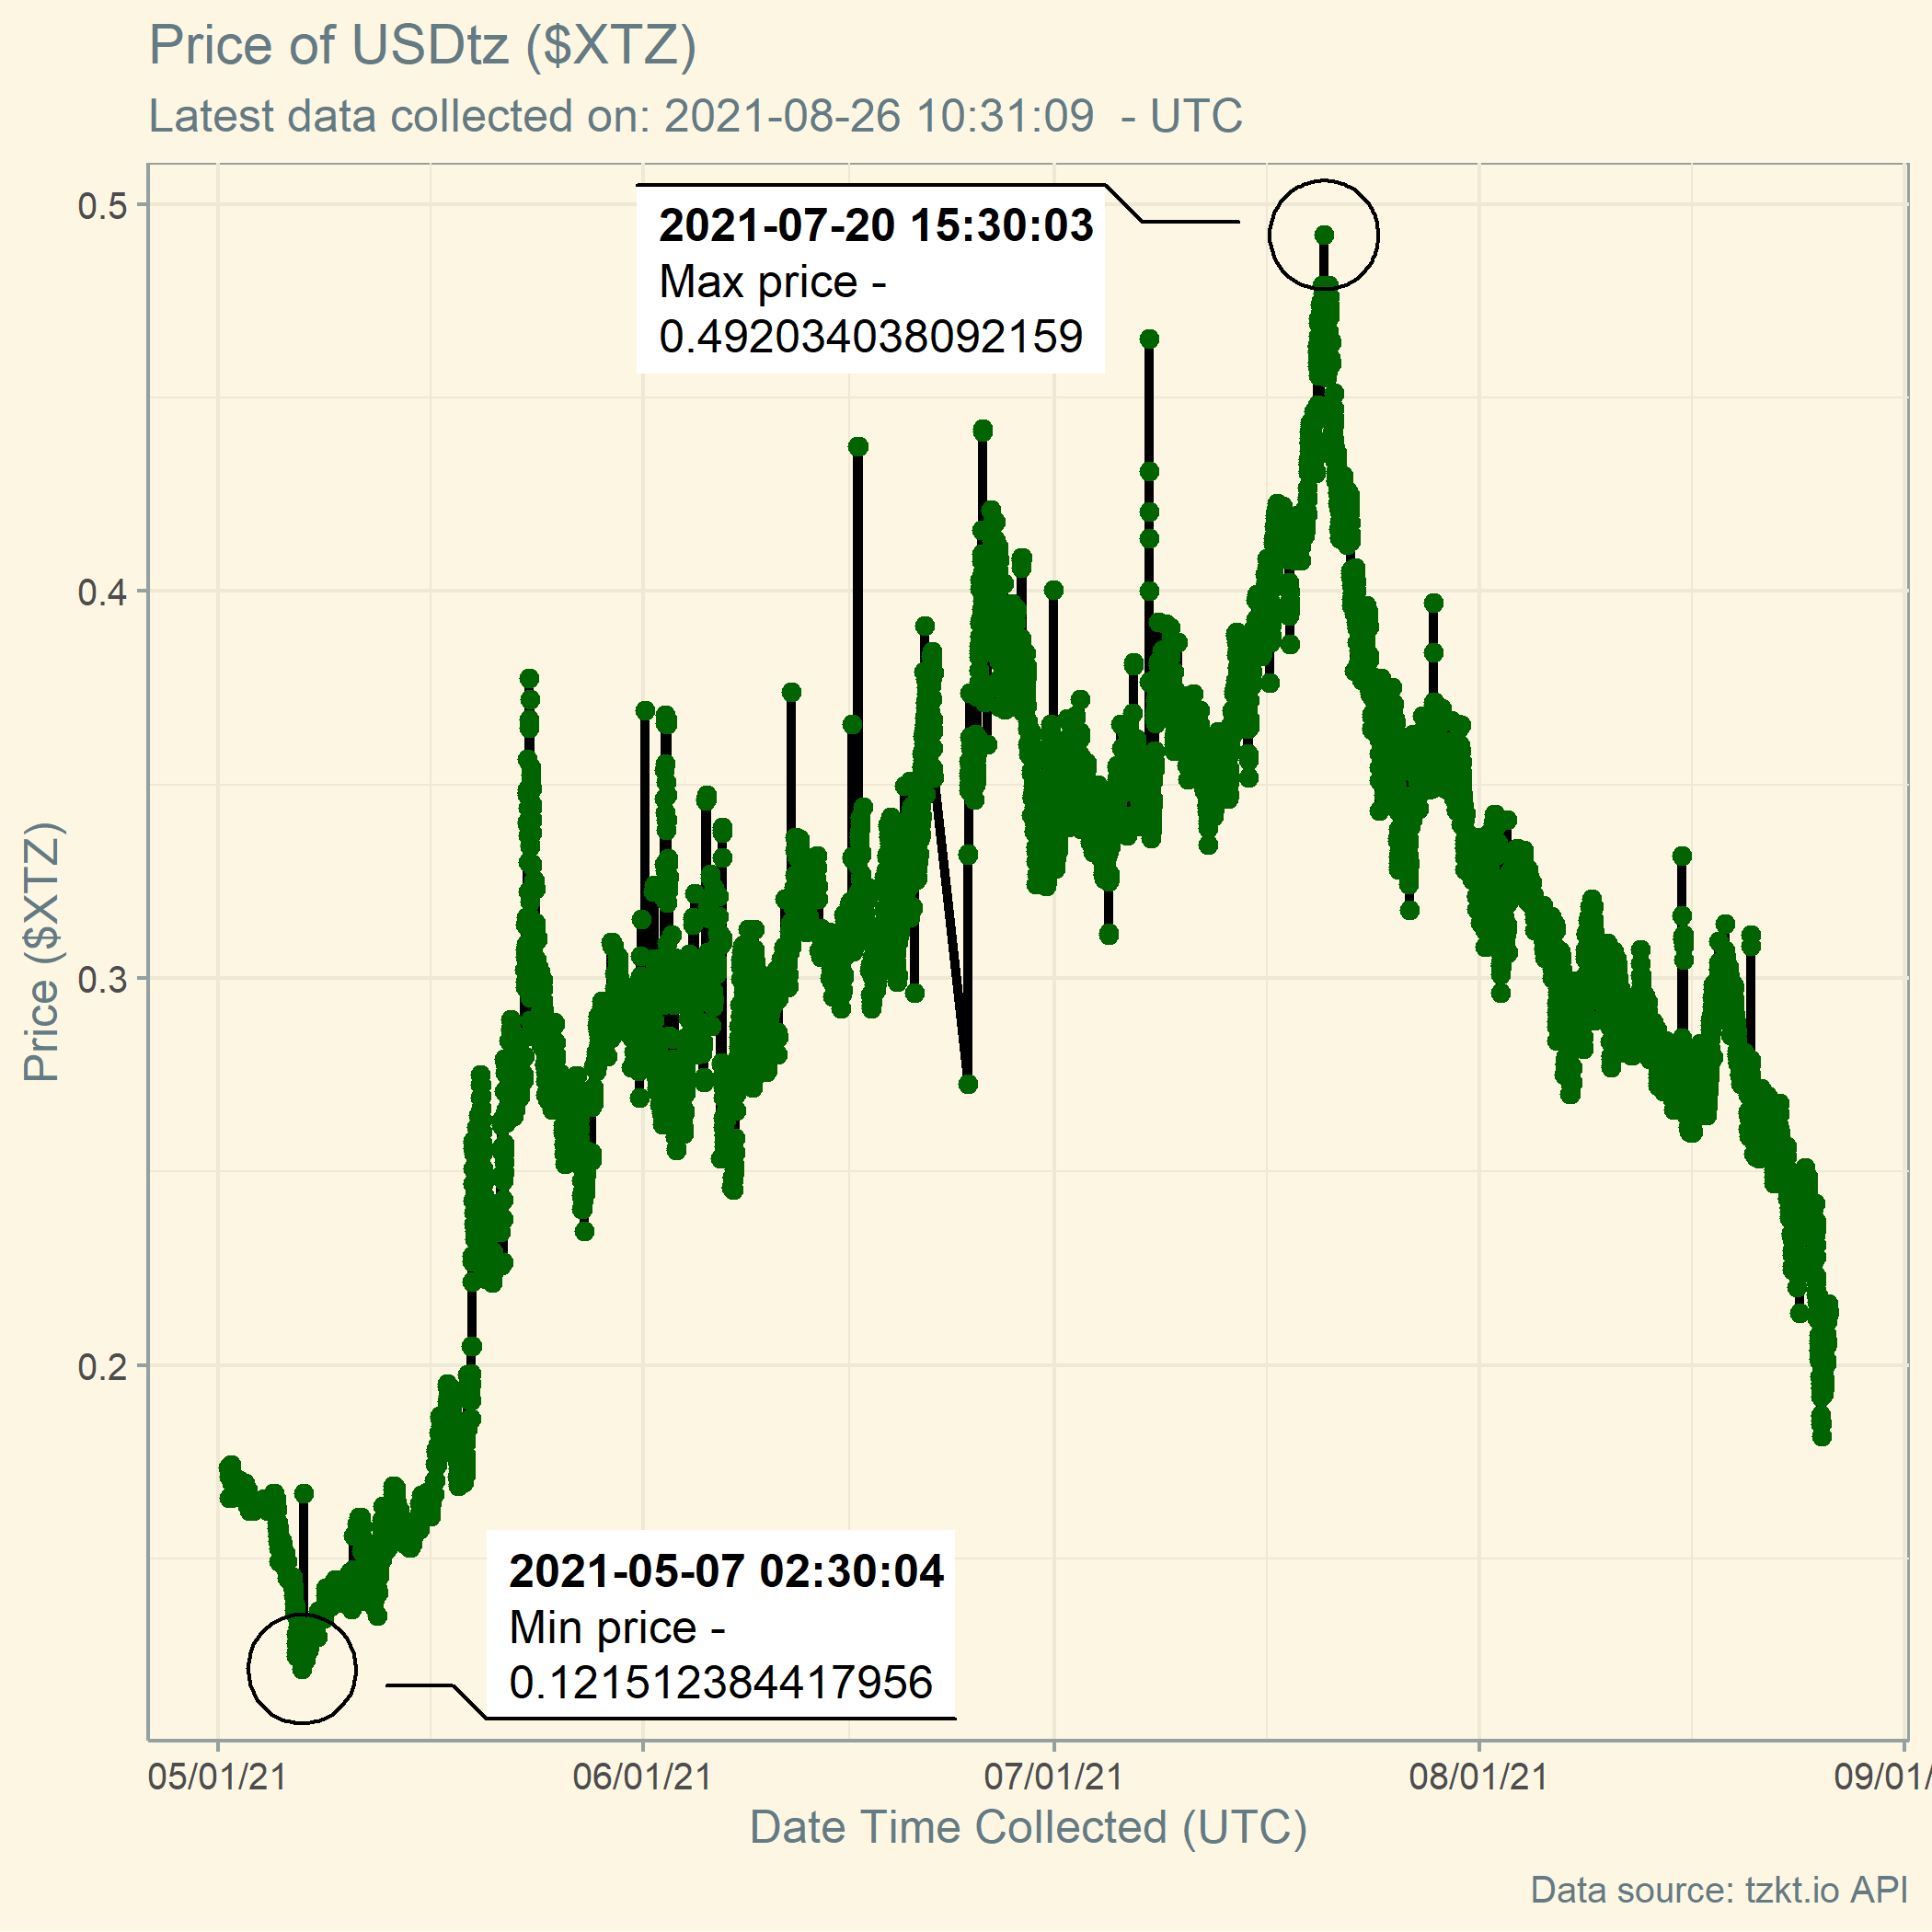 Price of USDtz ($XTZ)
Latest data collected on: 2021-08-26 10:31:09  - UTC
0.5
0.4
0.3
0.2
Price ($XTZ)
2021-07-20 15:30:03
Max price -
0.492034038092159
2021-05-07 02:30:04
Min price -
0.121512384417956
05/01/21
06/01/21
07/01/21
08/01/21
09/01/
Date Time Collected (UTC)
Data source: tzkt.io API